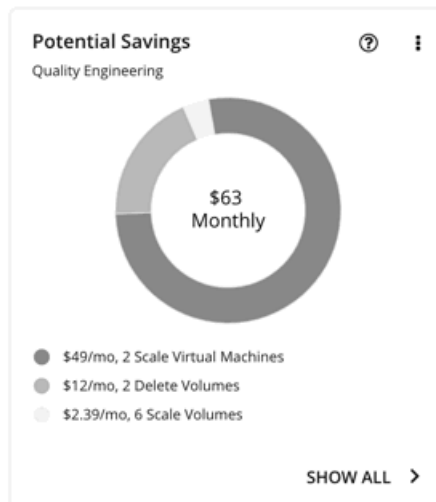 Potential Savings
Quality Engineering
$63
Monthly
$49/mo, 2 Scale Virtual Machines
$12/mo, 2 Delete Volumes
$2.39/mo, 6 Scale Volumes
SHOW ALL